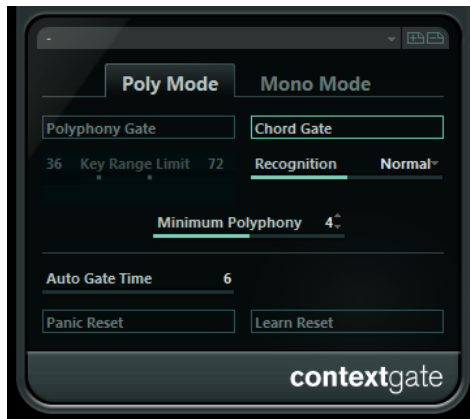 -
Poly Mode Mono Mode
Polyphony Gate Chord Gate
36 Key Range Limit 72 Recognition Normal
Minimum Polyphony 4
Auto Gate Time 6
Panic Reset Learn Reset
contextgate